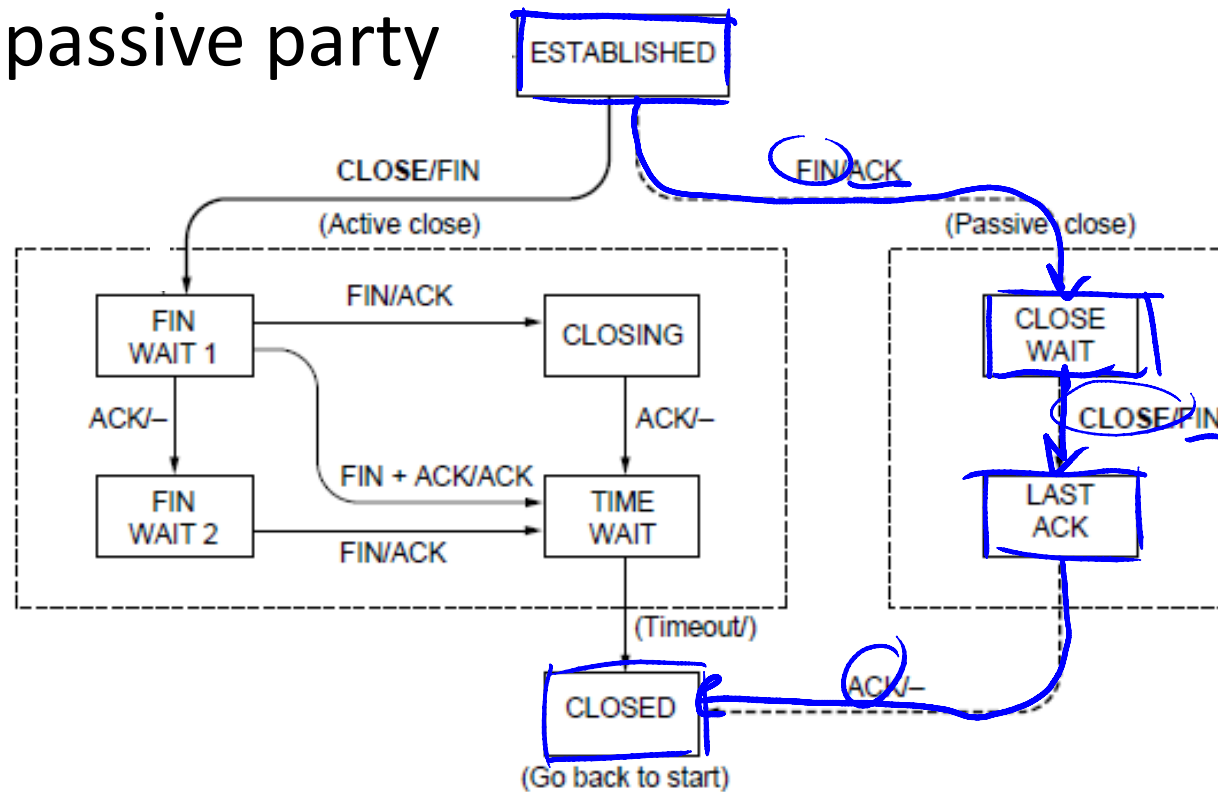 passive party
ESTABLISHED
CLOSE/FIN
FIN/ACK
(Active close)
(Passive close)
FIN
WAIT 1
FIN/ACK
CLOSING
CLOSE
WAIT
ACK/–
ACK/–
CLOSE/FIN
FIN + ACK/ACK
FIN
WAIT 2
TIME
WAIT
LAST
ACK
FIN/ACK
(Timeout/)
ACK/–
CLOSED
(Go back to start)